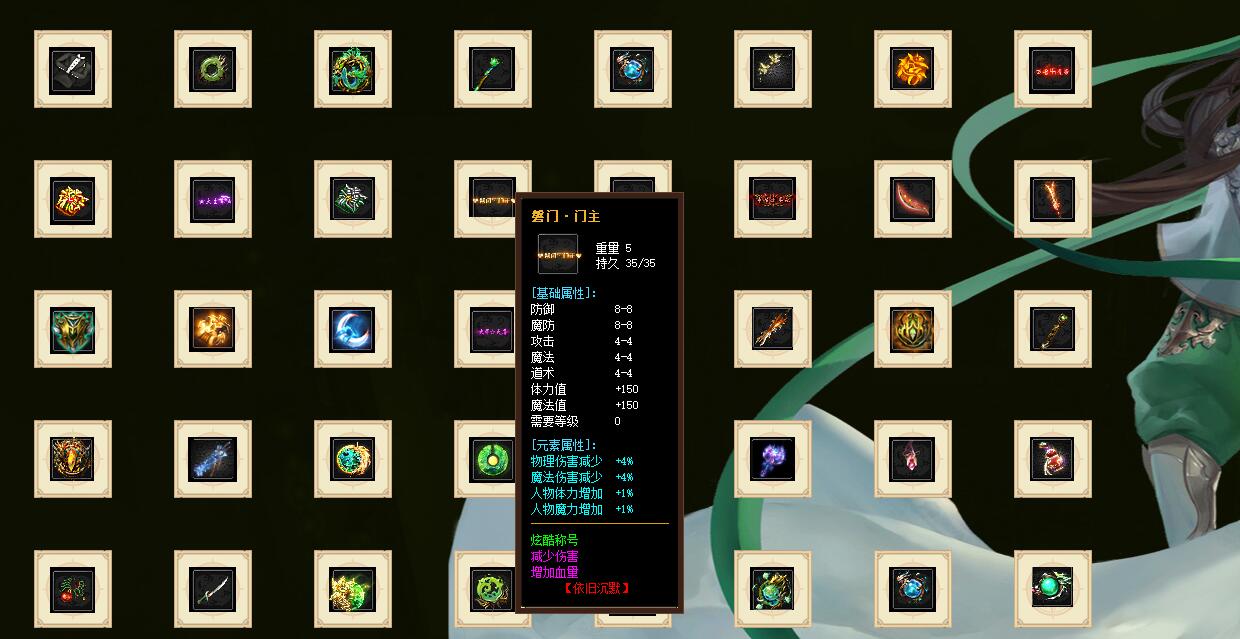 磐门·门主
重量 5
持久 35/35
[基础属性]:
防御 8-8
魔防 8-8
攻击 4-4
魔法 4-4
道术 4-4
体力值 +150
魔法值 +150
需要等级 0
[元素属性]:
物理伤害减少 +4%
魔法伤害减少 +4%
人物体力增加 +1%
人物魔力增加 +1%
炫酷称号
减少伤害
增加血量
【依旧沉默】